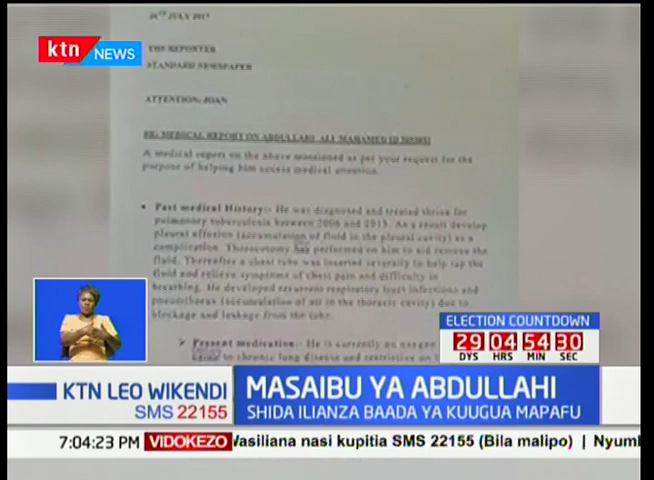 26TH JULY 2017
ktn NEWS
THE REPORTER
STANDARD NEWSPAPER
ATTENTION: JOAN
RE: MEDICAL REPORT ON ABDULLAHI ALI MAHAMED ID
A medical report on the above mentioned as per your request for the
purpose of helping him access medical attention.
• Past medical History:- He was diagnosed and treated thrice for
pulmonary tuberculosis between 2006 and 2015. As a result develop
pleural affusion (accumulation of fluid in the pleural cavity) as a
complication. Thorocotomy has performed on him to aid remove the
fluid. Thereafter a chest tube was inserted severally to help tap the
fluid and relieve symptoms of chest pain and difficulty in
breathing. He developed recurrent respiratory tract infections and
pneumothorax (accumulation of air in the thoracic cavity) due to
blockage and leakage from the tube.
➤ Present medication:- He is currently on oxygen
to chronic lung disease and restrictive
ELECTION COUNTDOWN
29 04 54 30
DYS HRS MIN SEC
KTN LEO WIKENDI
SMS 22155
MASAIBU YA ABDULLAHI
SHIDA ILIANZA BAADA YA KUUGUA MAPAFU
7:04:23 PM VIDOKEZO Wasiliana nasi kupitia SMS 22155 (Bila malipo) | Nyumb